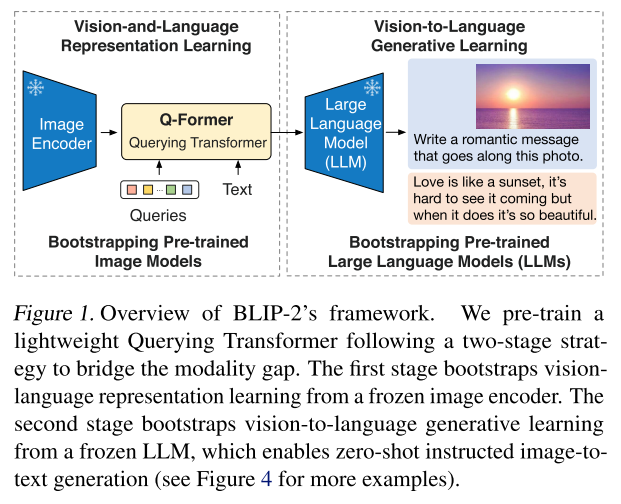 Vision-and-Language
Representation Learning
Vision-to-Language
Generative Learning
Image
Encoder
Q-Former
Querying Transformer
...
Queries
Text
Large
Language
Model
(LLM)
Write a romantic message
that goes along this photo.
Love is like a sunset, it's
hard to see it coming but
when it does it's so beautiful.
Bootstrapping Pre-trained
Image Models
Bootstrapping Pre-trained
Large Language Models (LLMs)
Figure 1. Overview of BLIP-2's framework. We pre-train a
lightweight Querying Transformer following a two-stage strat-
egy to bridge the modality gap. The first stage bootstraps vision-
language representation learning from a frozen image encoder. The
second stage bootstraps vision-to-language generative learning
from a frozen LLM, which enables zero-shot instructed image-to-
text generation (see Figure 4 for more examples).